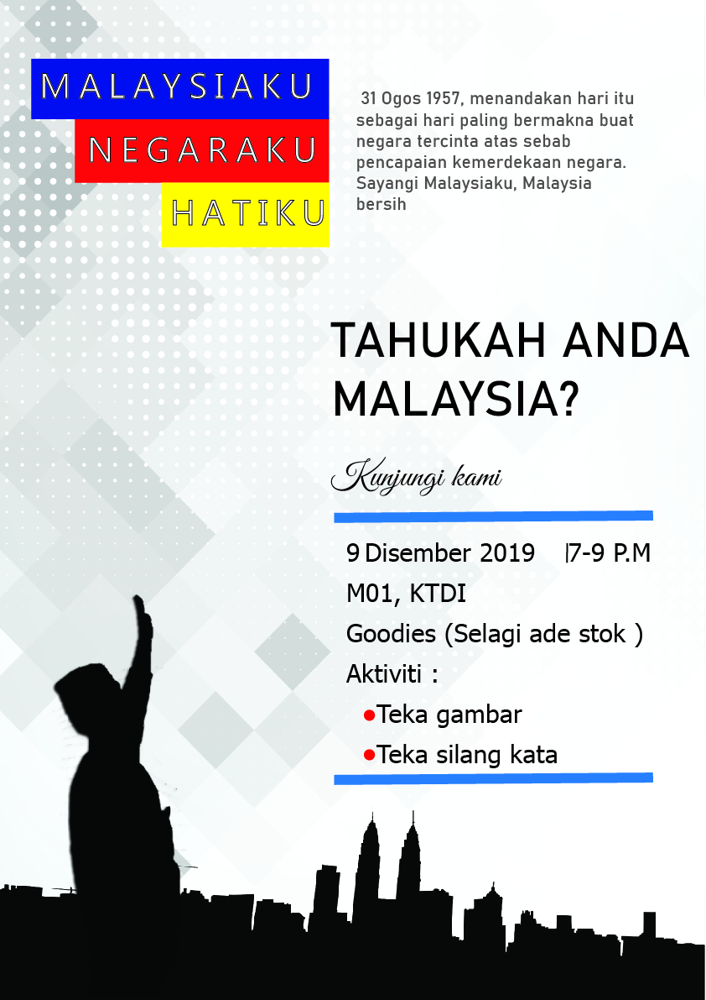 MALAYSIAKU
NEGARAKU
HATIKU
31 Ogos 1957, menandakan hari itu
sebagai hari paling bermakna buat
negara tercinta atas sebab
pencapaian kemerdekaan negara.
Sayangi Malaysiaku, Malaysia
bersih
TAHUKAH ANDA
MALAYSIA?
Kunjungi kami
9 Disember 2019 |7-9 P.M
M01, KTDI
Goodies (Selagi ade stok )
Aktiviti :
•Teka gambar
•Teka silang kata